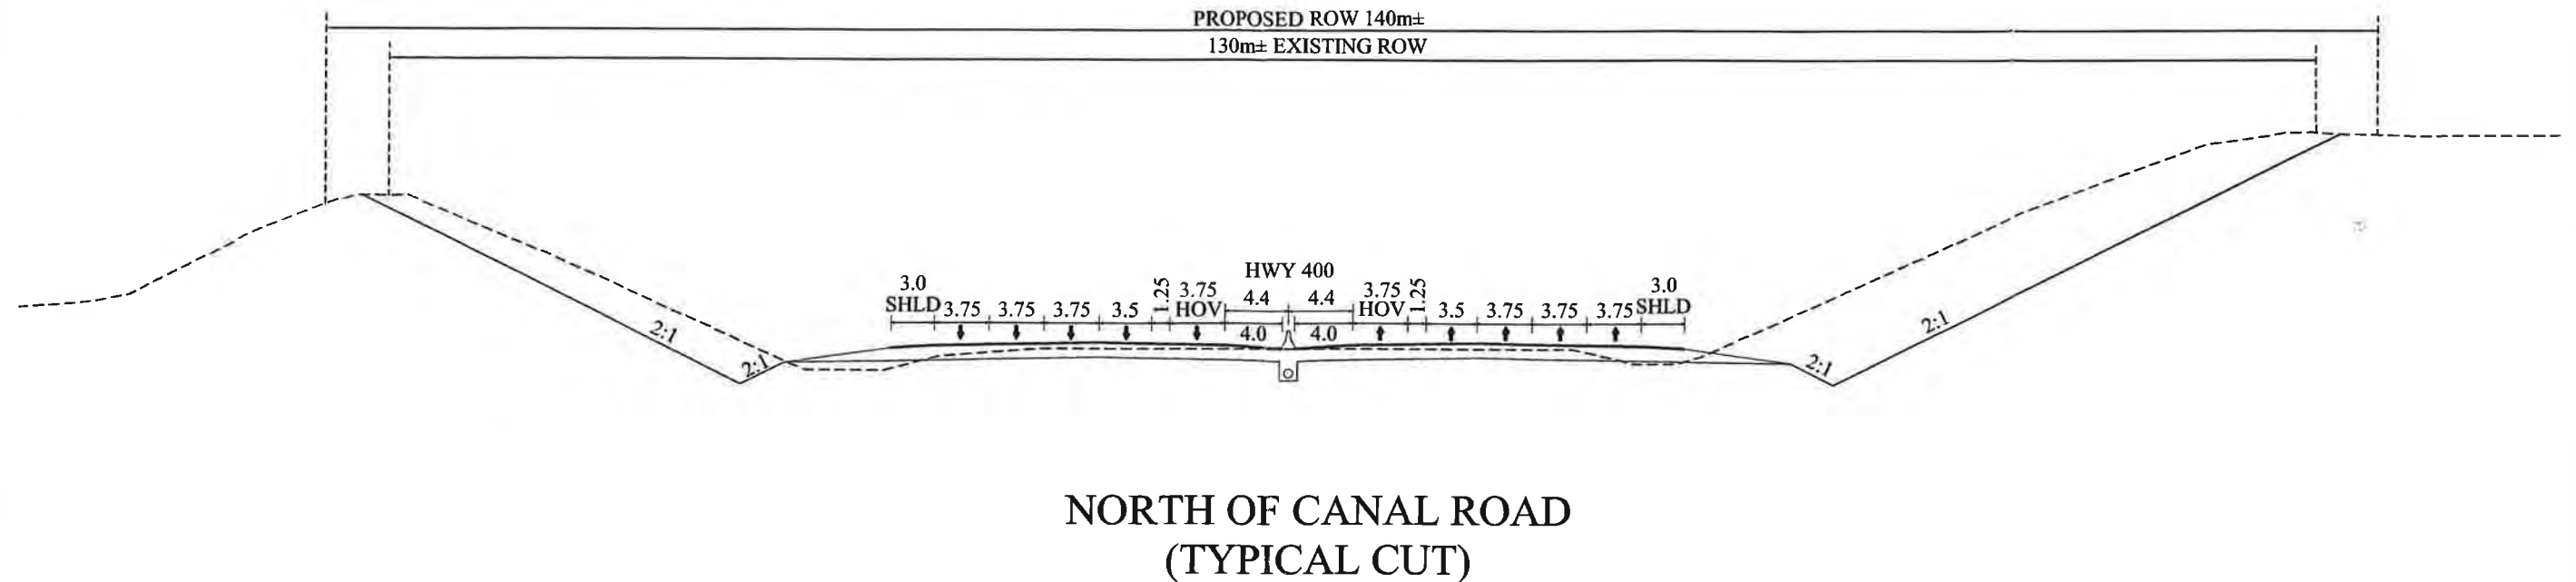 PROPOSED ROW 140m±
130m± EXISTING ROW
HWY 400
3.0
SHLD
3.75
3.75
3.75
3.5
1.25
3.75
HOV
4.4
4.4
3.75
HOV
1.25
3.5
3.75
3.75
3.75
3.0
SHLD
4.0
4.0
2:1
2:1
2:1
2:1
NORTH OF CANAL ROAD
(TYPICAL CUT)